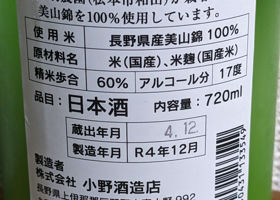 美山錦を100%使用しています。
使用米 長野県産美山錦 100%
原材料名 米(国産)、米麹(国産米)
精米歩合 60% アルコール分 17度
品目:日本酒 内容量:720ml
蔵出年月 4.12.
製造年月 R4年12月
製造者
株式会社 小野酒造店